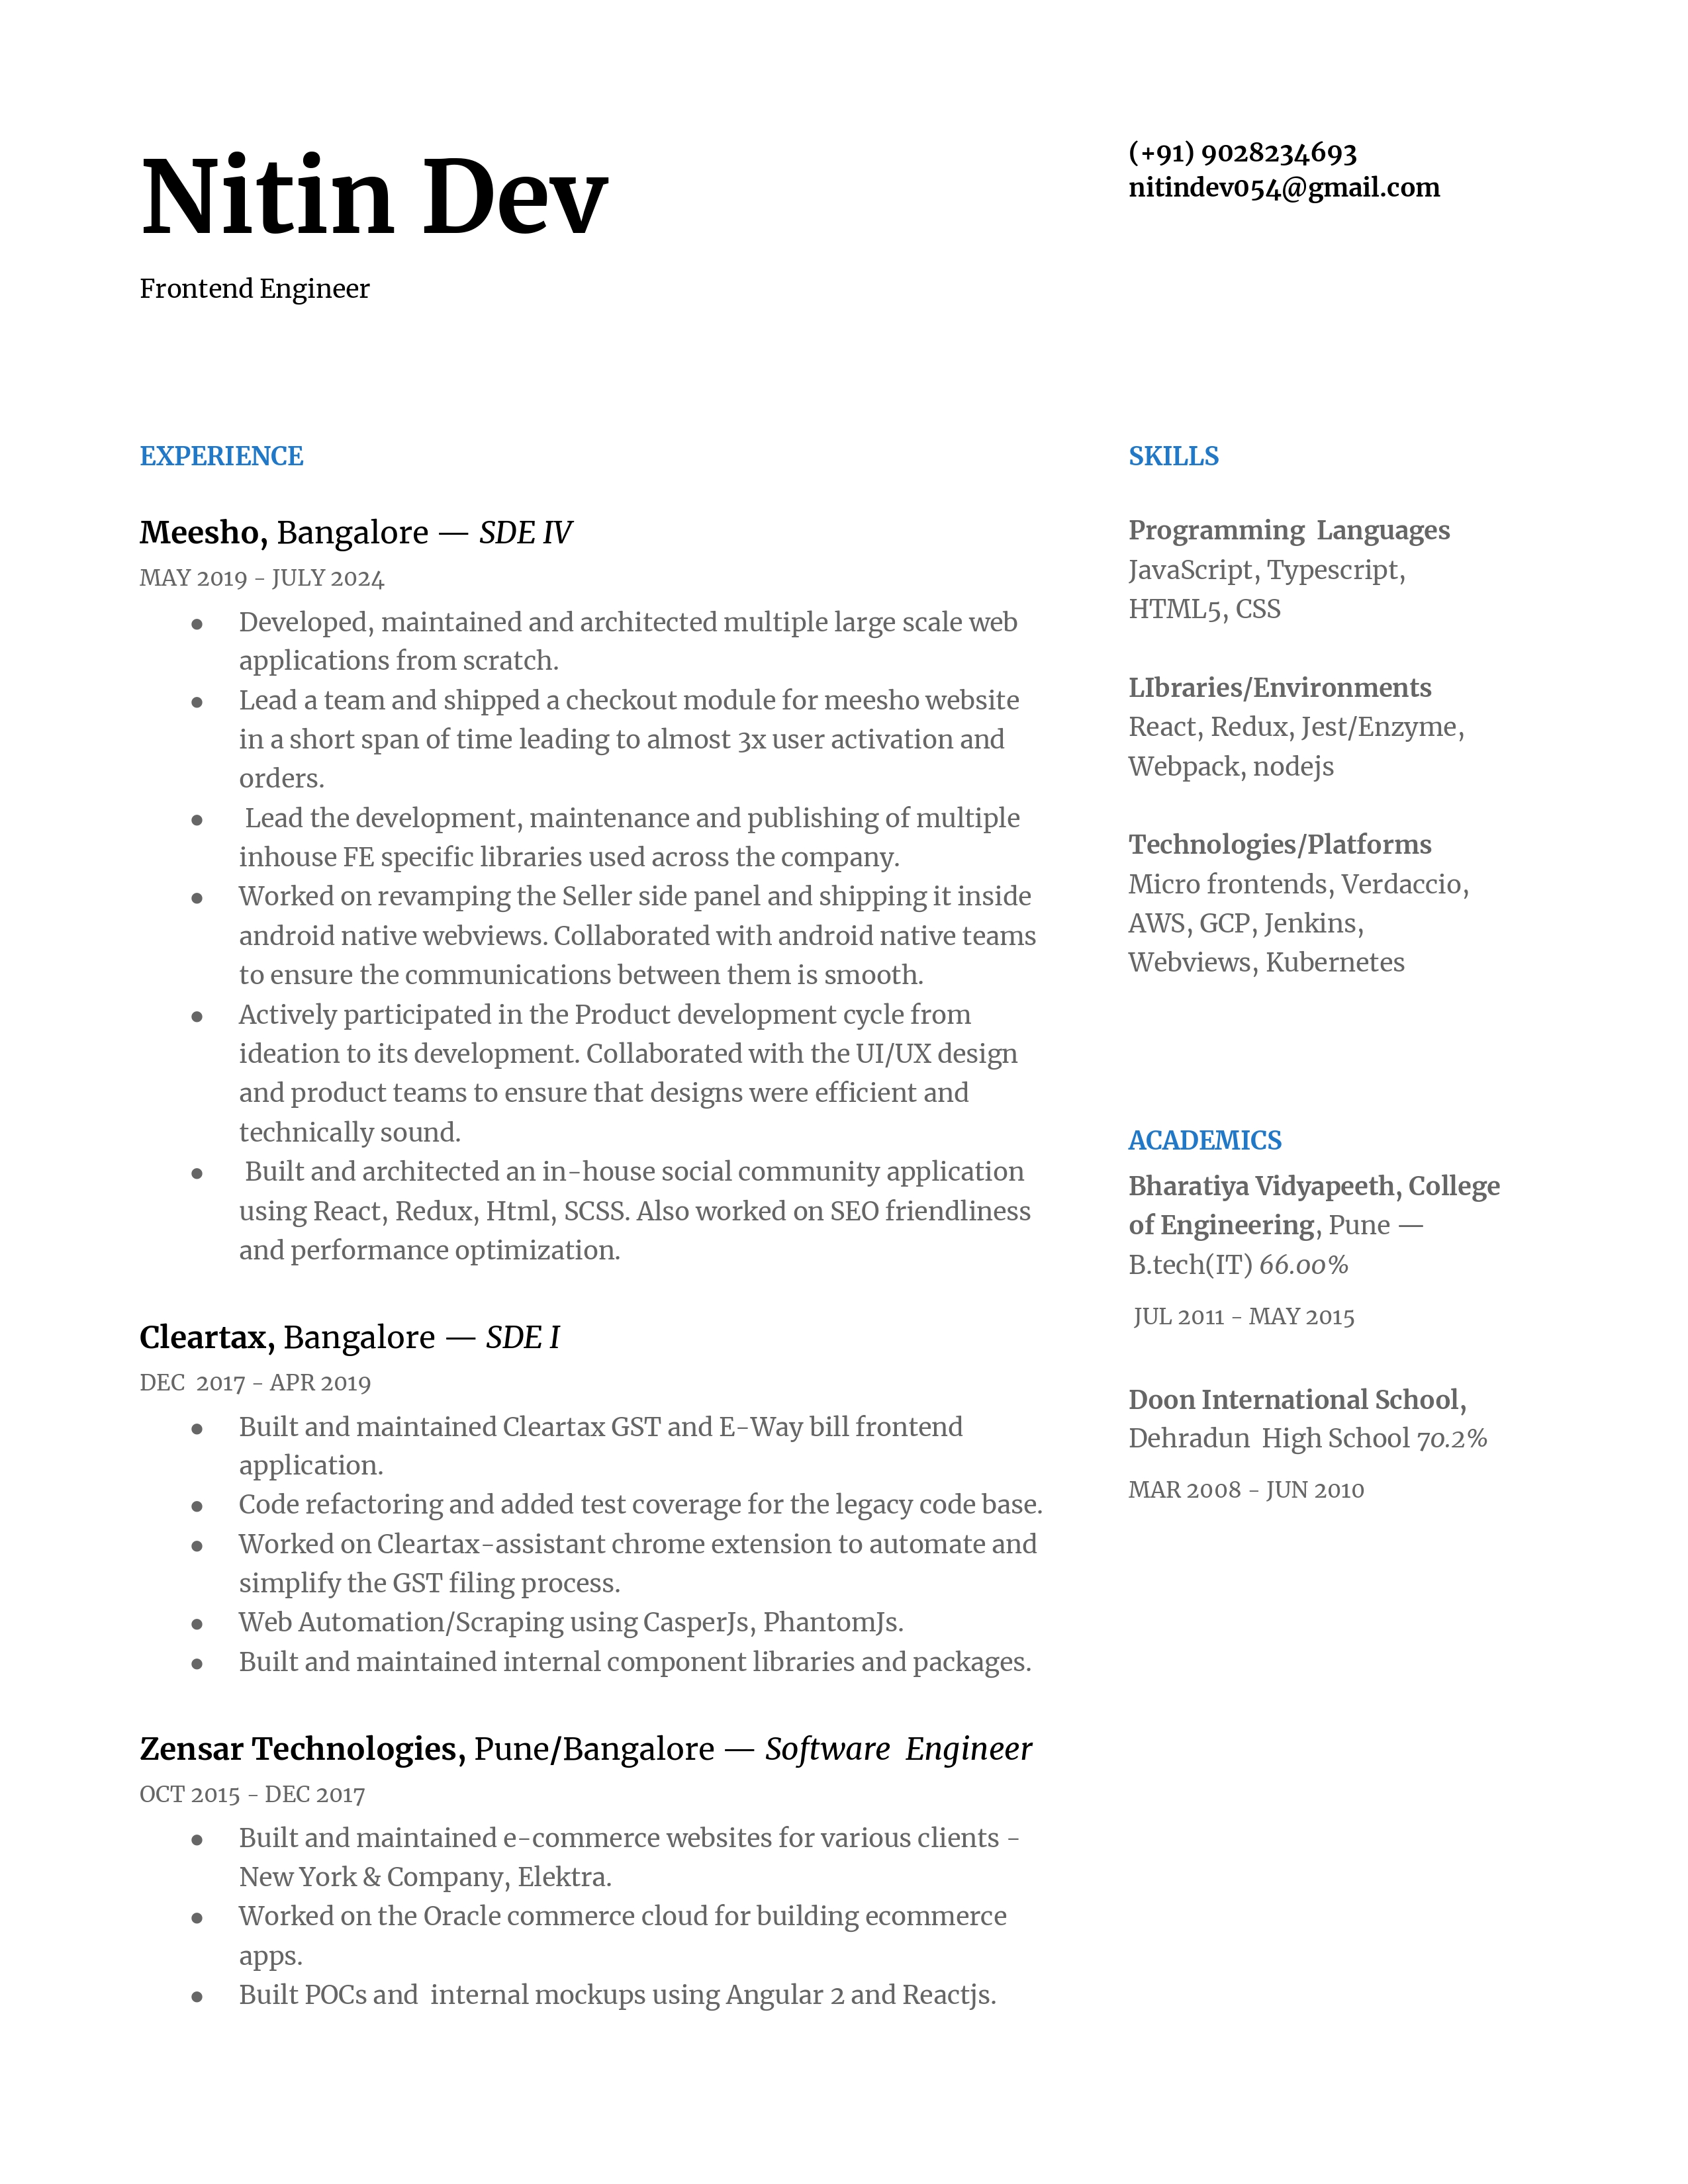 Nitin Dev
Frontend Engineer
(+91) 9028234693
nitindev054@gmail.com
EXPERIENCE
Meesho, Bangalore — SDE IV
MAY 2019 - JULY 2024
● Developed, maintained and architected multiple large scale web
applications from scratch.
● Lead a team and shipped a checkout module for meesho website
in a short span of time leading to almost 3x user activation and
orders.
● Lead the development, maintenance and publishing of multiple
inhouse FE specific libraries used across the company.
● Worked on revamping the Seller side panel and shipping it inside
android native webviews. Collaborated with android native teams
to ensure the communications between them is smooth.
● Actively participated in the Product development cycle from
ideation to its development. Collaborated with the UI/UX design
and product teams to ensure that designs were efficient and
technically sound.
● Built and architected an in-house social community application
using React, Redux, Html, SCSS. Also worked on SEO friendliness
and performance optimization.
Cleartax, Bangalore — SDE I
DEC  2017 - APR 2019
● Built and maintained Cleartax GST and E-Way bill frontend
application.
● Code refactoring and added test coverage for the legacy code base.
● Worked on Cleartax-assistant chrome extension to automate and
simplify the GST filing process.
● Web Automation/Scraping using CasperJs, PhantomJs.
● Built and maintained internal component libraries and packages.
Zensar Technologies, Pune/Bangalore — Software  Engineer
OCT 2015 - DEC 2017
● Built and maintained e-commerce websites for various clients -
New York & Company, Elektra.
● Worked on the Oracle commerce cloud for building ecommerce
apps.
● Built POCs and  internal mockups using Angular 2 and Reactjs.
SKILLS
Programming  Languages
JavaScript, Typescript,
HTML5, CSS
LIbraries/Environments
React, Redux, Jest/Enzyme,
Webpack, nodejs
Technologies/Platforms
Micro frontends, Verdaccio,
AWS, GCP, Jenkins,
Webviews, Kubernetes
ACADEMICS
Bharatiya Vidyapeeth, College
of Engineering, Pune —
B.tech(IT) 66.00%
JUL 2011 - MAY 2015
Doon International School,
Dehradun  High School 70.2%
MAR 2008 - JUN 2010